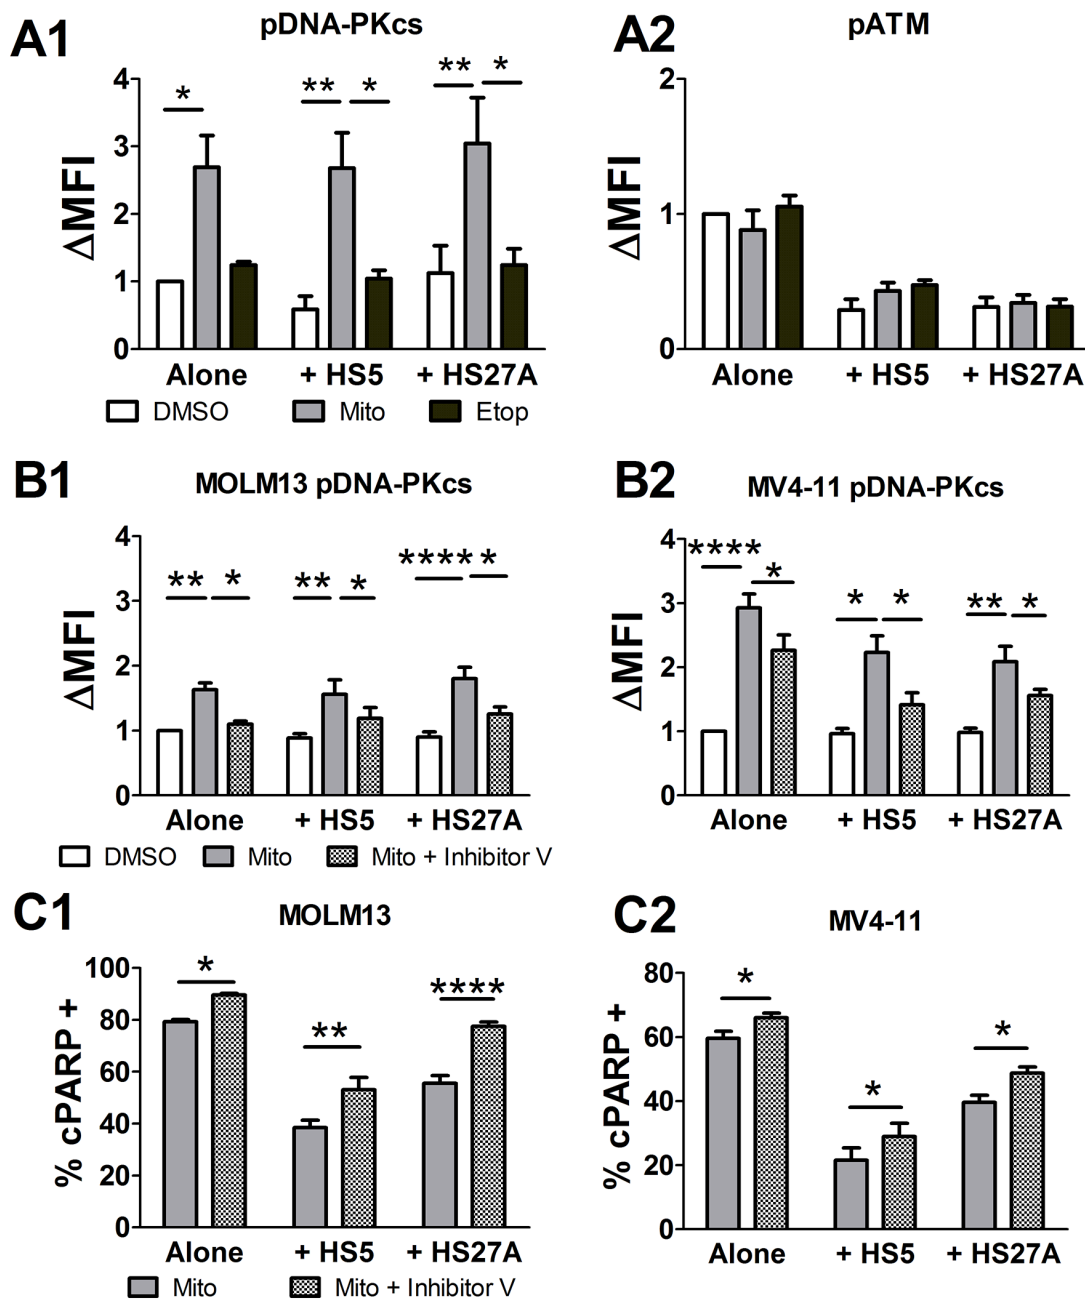 A1
pDNA-PKcs
ΔMFI
4
3
2
1
0
* ** * ** *
Alone + HS5 + HS27A
DMSO Mito Etop
A2
pATM
ΔMFI
2
1
0
Alone + HS5 + HS27A
B1
MOLM13 pDNA-PKcs
ΔMFI
4
3
2
1
0
** * ** * **** *
Alone + HS5 + HS27A
DMSO Mito Mito + Inhibitor V
B2
MV4-11 pDNA-PKcs
ΔMFI
4
3
2
1
0
**** * * * ** *
Alone + HS5 + HS27A
C1
MOLM13
% cPARP +
100
80
60
40
20
0
* ** ****
Alone + HS5 + HS27A
Mito Mito + Inhibitor V
C2
MV4-11
% cPARP +
80
60
40
20
0
* * *
Alone + HS5 + HS27A